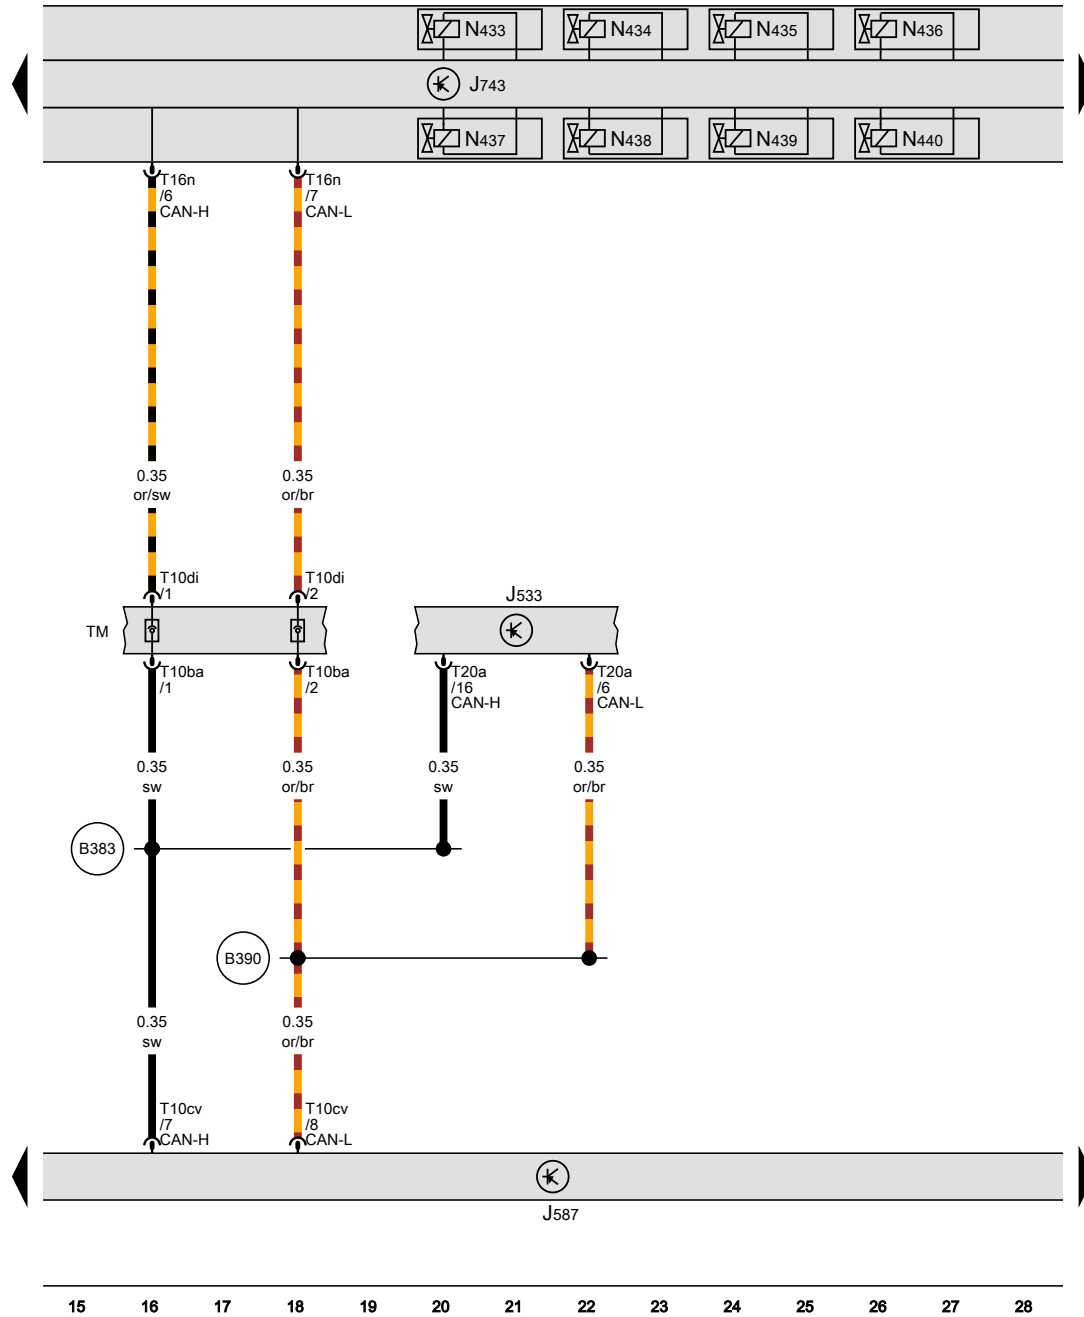 N433 N434 N435 N436
J743
N437 N438 N439 N440
T16n T16n
/6 /7
CAN-H CAN-L
0.35 0.35
or/sw or/br
T10di T10di
/1 /2
J533
TM
T10ba T10ba T20a T20a
/1 /2 /16 /6
CAN-H CAN-L
0.35 0.35 0.35 0.35
sw or/br sw or/br
B383
B390
0.35 0.35
sw or/br
T10cv T10cv
/7 /8
CAN-H CAN-L
J587
15 16 17 18 19 20 21 22 23 24 25 26 27 28